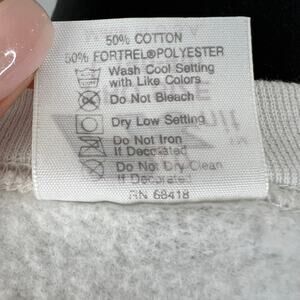 50% COTTON
50% FORTREL®POLYESTER
Wash Cool Setting
with Like Colors...
Do Not Bleach
Dry Low Setting
Do Not Iron
If Decorated
Do Not Dry Clean
If Decorated
RN 68418